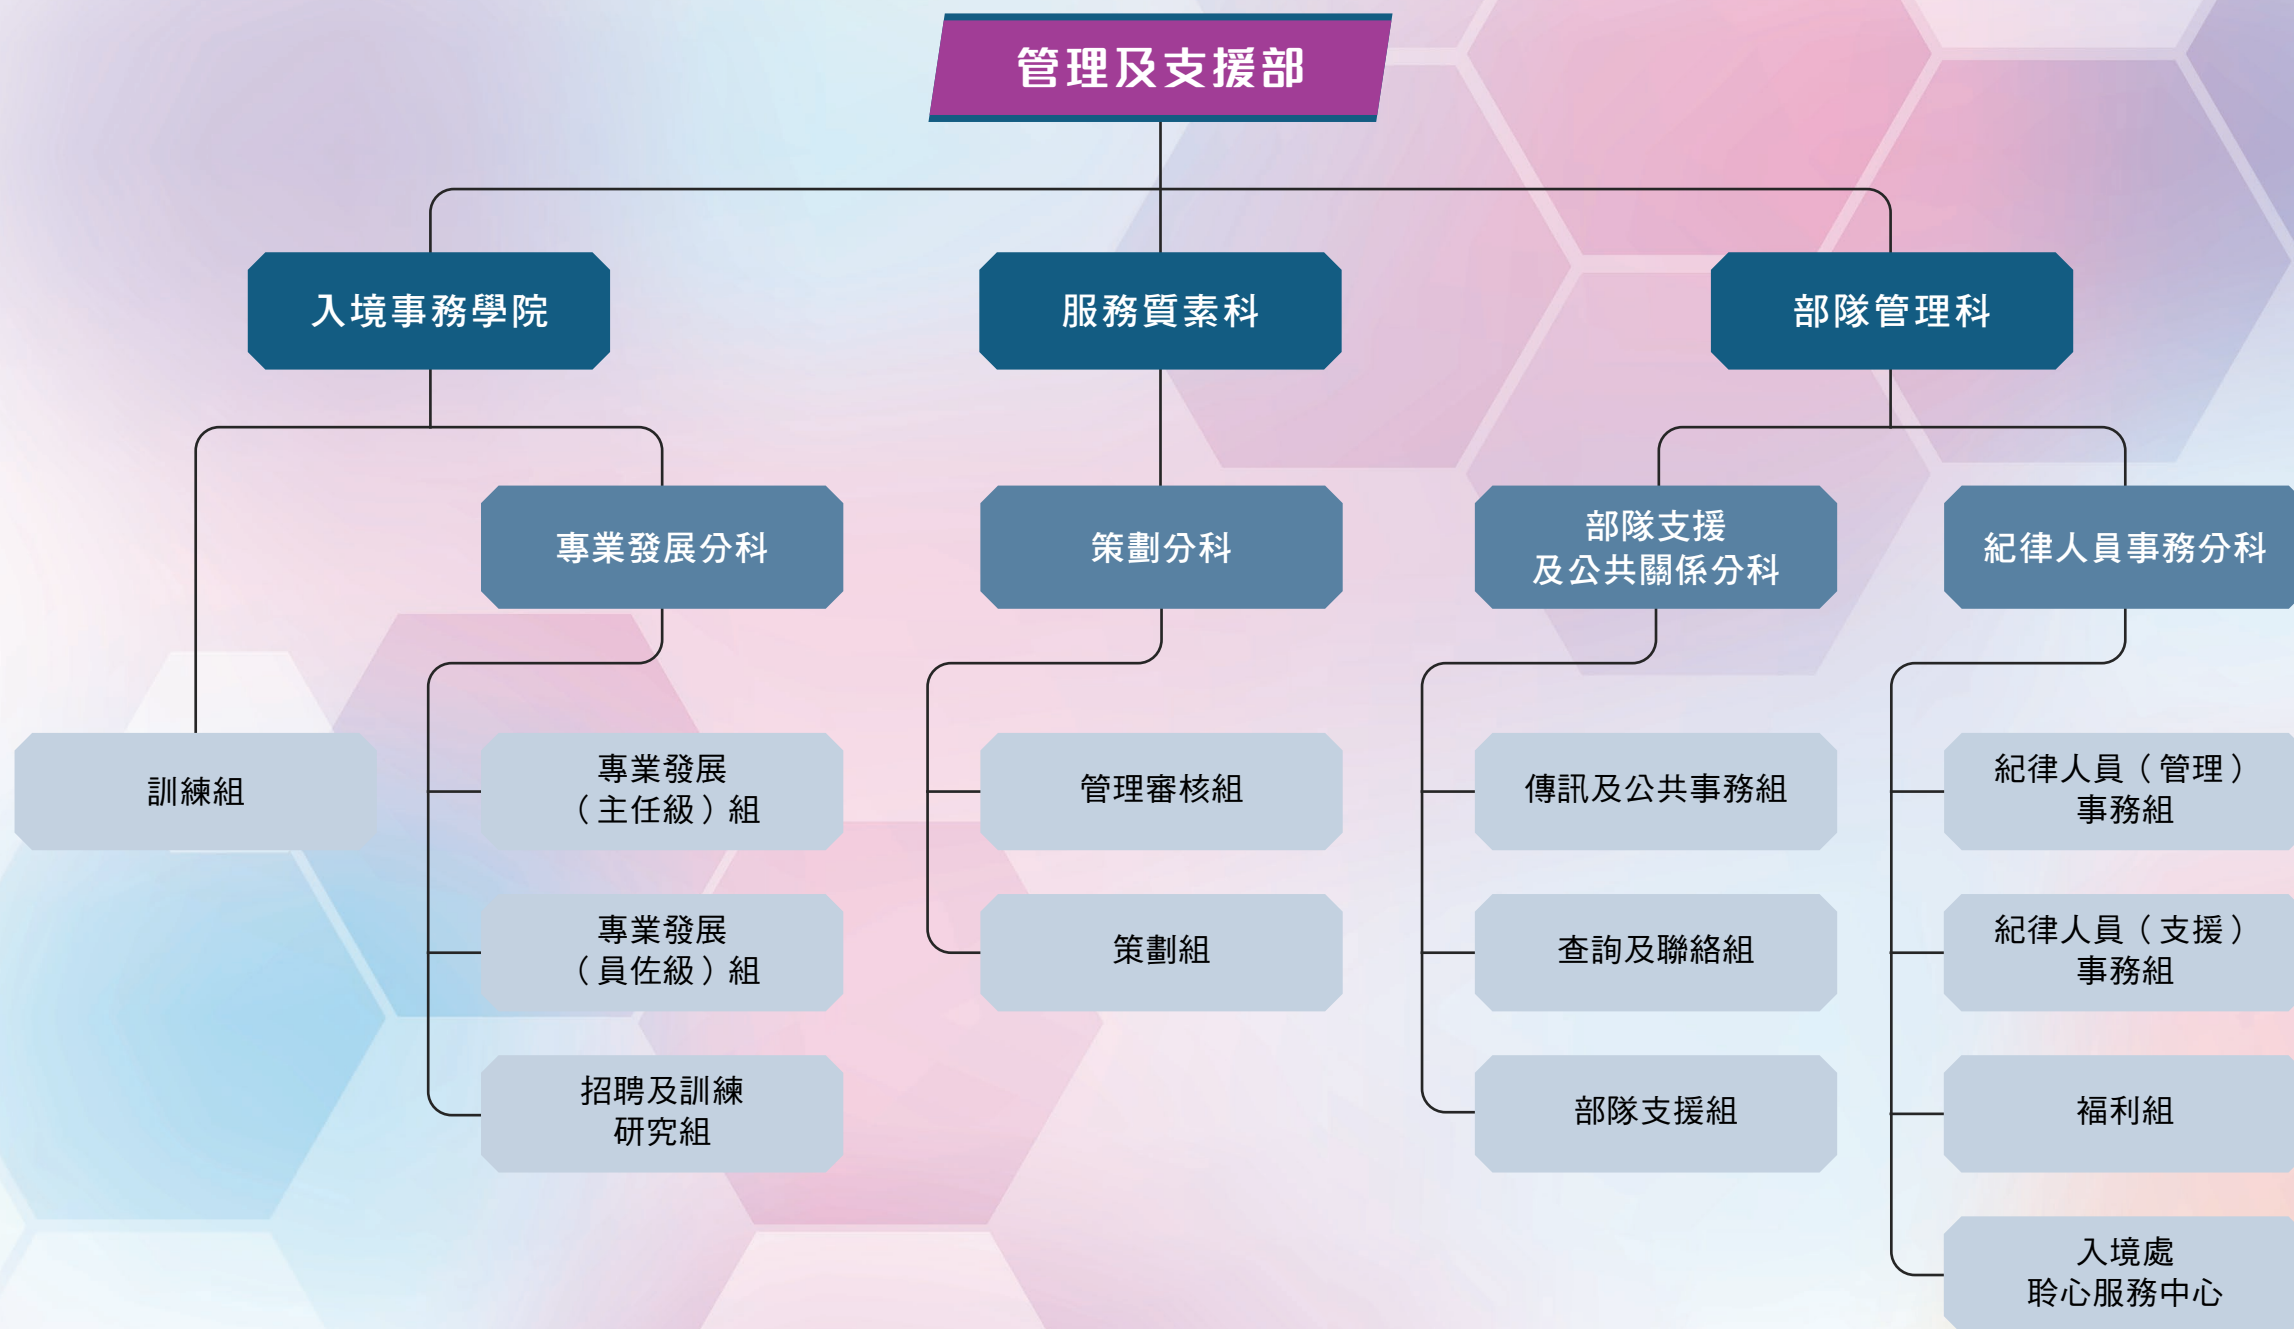 管理及支援部
入境事務學院
服務質素科
部隊管理科
專業發展分科
策劃分科
部隊支援
及公共關係分科
紀律人員事務分科
訓練組
專業發展
（主任級）組
管理審核組
傳訊及公共事務組
紀律人員（管理）
事務組
專業發展
（員佐級）組
策劃組
查詢及聯絡組
紀律人員（支援）
事務組
招聘及訓練
研究組
部隊支援組
福利組
入境處
聆心服務中心